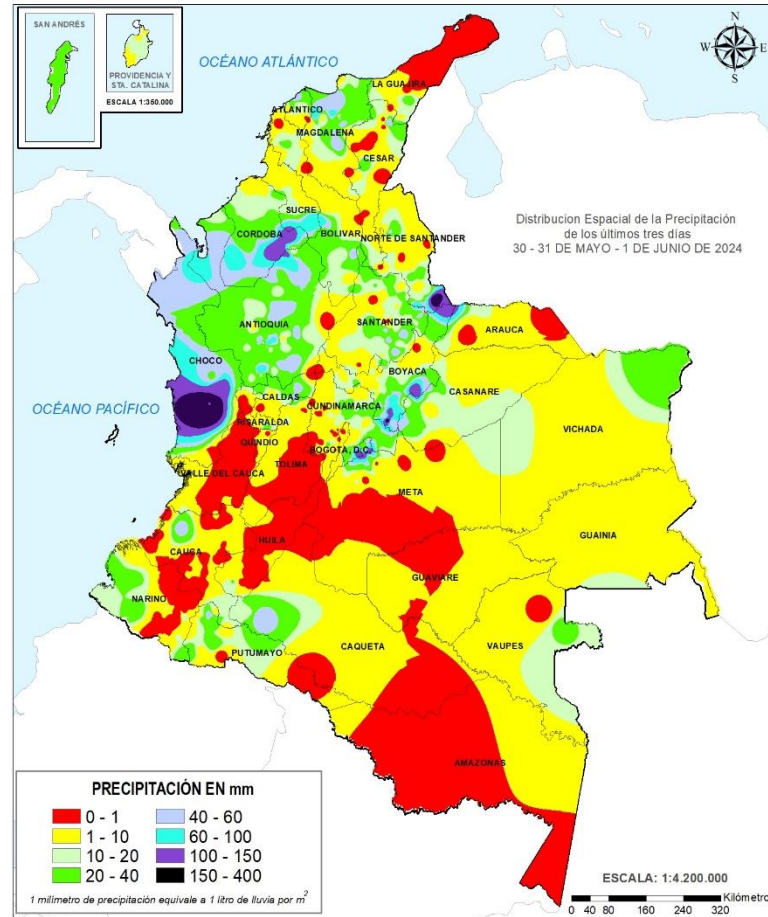 SAN ANDRÉS
PROVIDENCIA Y
STA. CATALINA
ESCALA 1:350.000
OCÉANO ATLÁNTICO
N
W E
S
LA GUAJIRA
ATLÁNTICO
MAGDALENA
CESAR
SUCRE
CORDOBA
BOLIVAR
NORTE DE SANTANDER
Distribucion Espacial de la Precipitación
de los últimos tres días
30 - 31 DE MAYO - 1 DE JUNIO DE 2024
ANTIOQUIA
SANTANDER
ARAUCA
CHOCO
BOYACA
CASANARE
OCÉANO PACÍFICO
CALDAS
CUNDINAMARCA
VICHADA
RISARALDA
QUINDIO
BOGOTA, D.C.
TOLIMA
VALLE DEL CAUCA
META
GUAINIA
CAUCA
HUILA
GUAVIARE
NARIÑO
CAQUETA
VAUPES
PUTUMAYO
AMAZONAS
PRECIPITACIÓN EN mm
0 - 1 40 - 60
1 - 10 60 - 100
10 - 20 100 - 150
20 - 40 150 - 400
1 milímetro de precipitación equivale a 1 litro de lluvia por m2
ESCALA: 1:4.200.000
Kilómetro
0 40 80 160 240 320